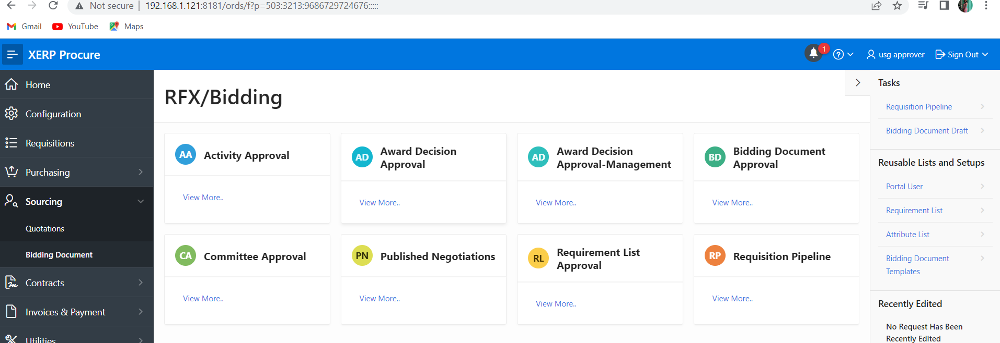 Not secure | 192.168.1.121:8181/ords/f?p=503:3213:9686729724676:::::
Gmail YouTube Maps
XERP Procure
1
usg approver
Sign Out
Home
Configuration
Requisitions
Purchasing
Sourcing
Quotations
Bidding Document
Contracts
Invoices & Payment
Utilities
RFX/Bidding
AA Activity Approval
View More..
AD Award Decision
Approval
View More..
AD Award Decision
Approval-Management
View More..
BD Bidding Document
Approval
View More..
CA Committee Approval
View More..
PN Published Negotiations
View More..
RL Requirement List
Approval
View More..
RP Requisition Pipeline
View More..
Tasks
Requisition Pipeline
Bidding Document Draft
Reusable Lists and Setups
Portal User
Requirement List
Attribute List
Bidding Document
Templates
Recently Edited
No Request Has Been
Recently Edited